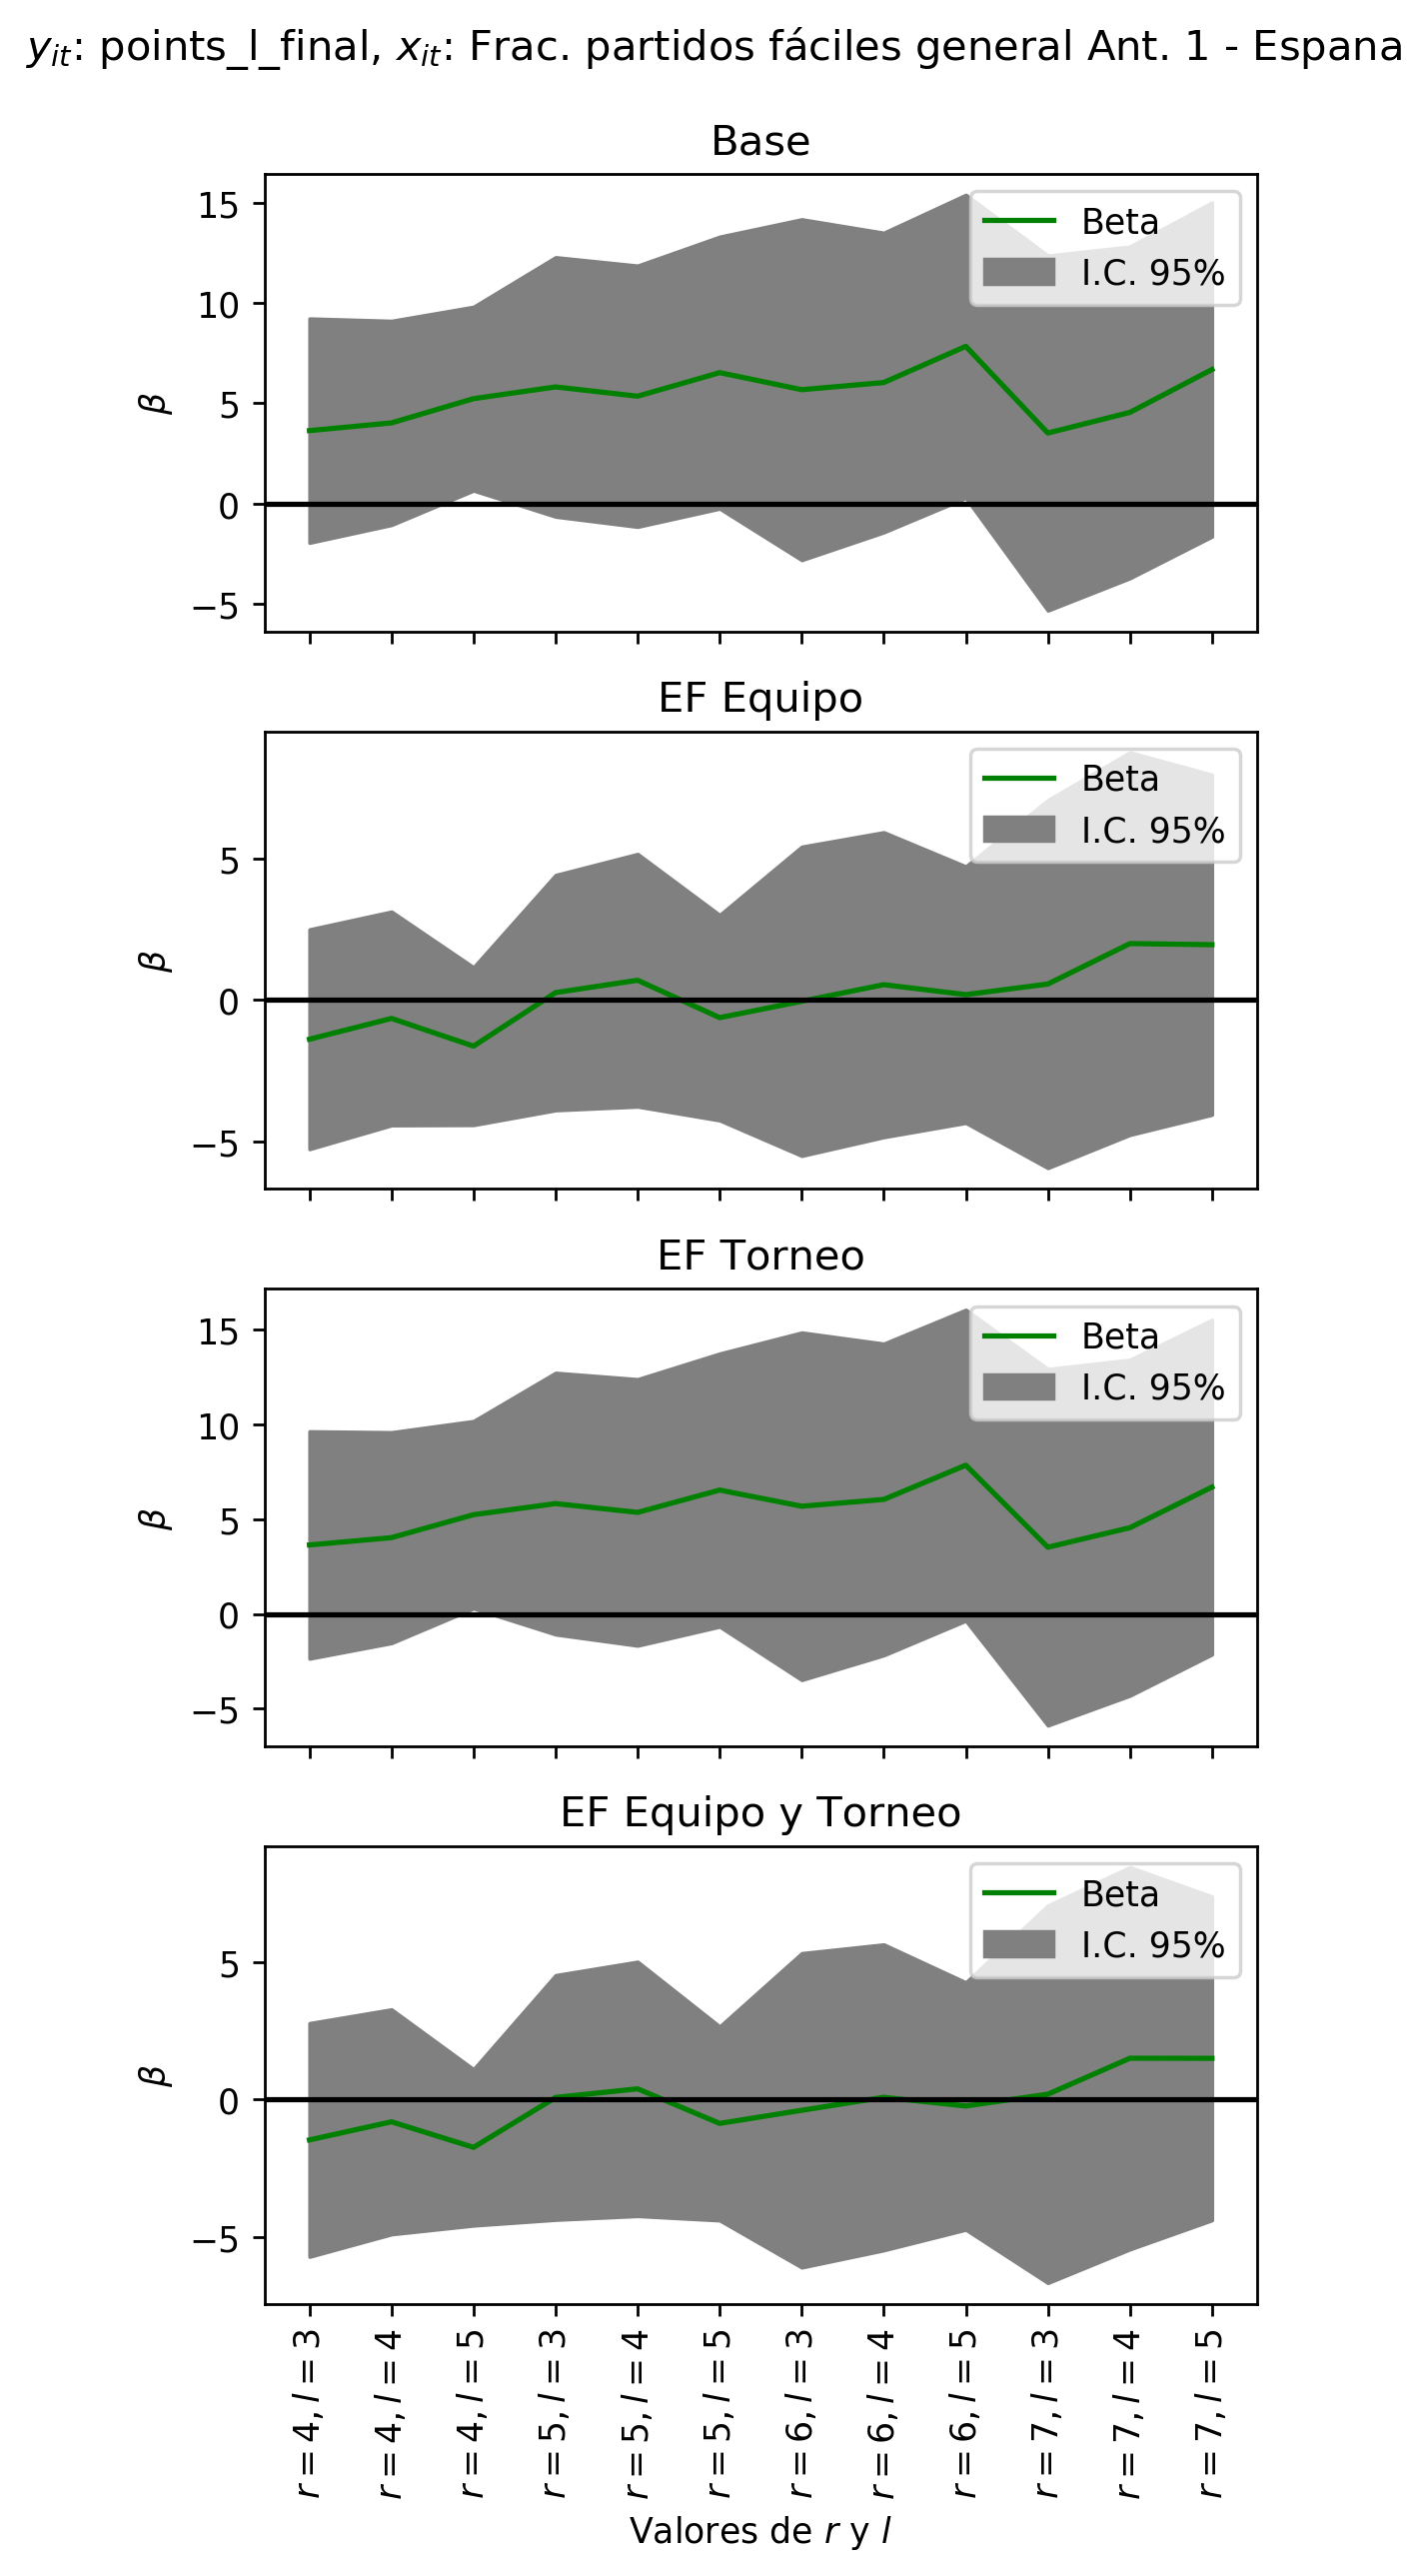 y_it: points_l_final, x_it: Frac. partidos fáciles general Ant. 1 - Espana
Base
15
10
5
0
−5
β
Beta
I.C. 95%
EF Equipo
5
0
−5
β
Beta
I.C. 95%
EF Torneo
15
10
5
0
−5
β
Beta
I.C. 95%
EF Equipo y Torneo
5
0
−5
β
Beta
I.C. 95%
r = 4, l = 3
r = 4, l = 4
r = 4, l = 5
r = 5, l = 3
r = 5, l = 4
r = 5, l = 5
r = 6, l = 3
r = 6, l = 4
r = 6, l = 5
r = 7, l = 3
r = 7, l = 4
r = 7, l = 5
Valores de r y l